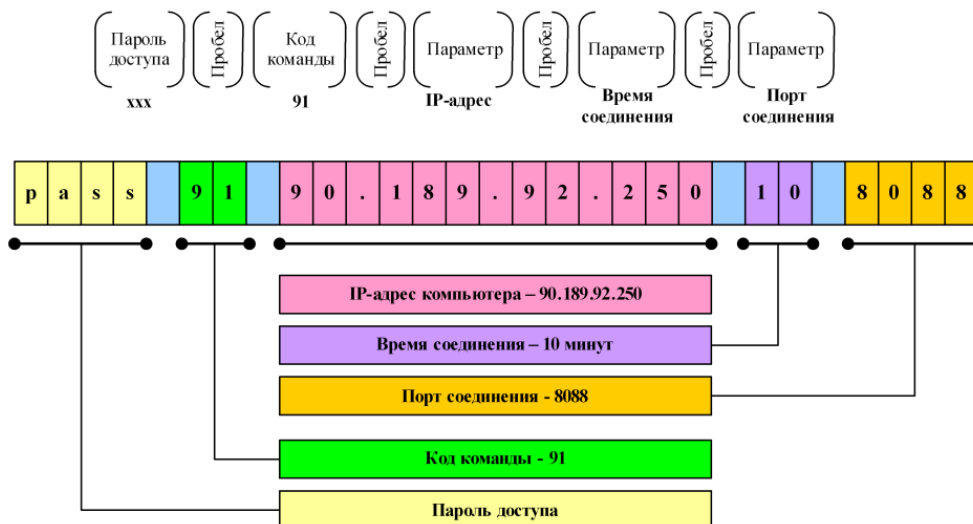 Пароль доступа
Пробел
Код команды
Пробел
Параметр
Пробел
Параметр
Пробел
Параметр
xxx
91
IP-адрес
Время соединения
Порт соединения
p a s s 9 1 9 0 . 1 8 9 . 9 2 . 2 5 0 1 0 8 0 8 8
IP-адрес компьютера – 90.189.92.250
Время соединения – 10 минут
Порт соединения - 8088
Код команды - 91
Пароль доступа